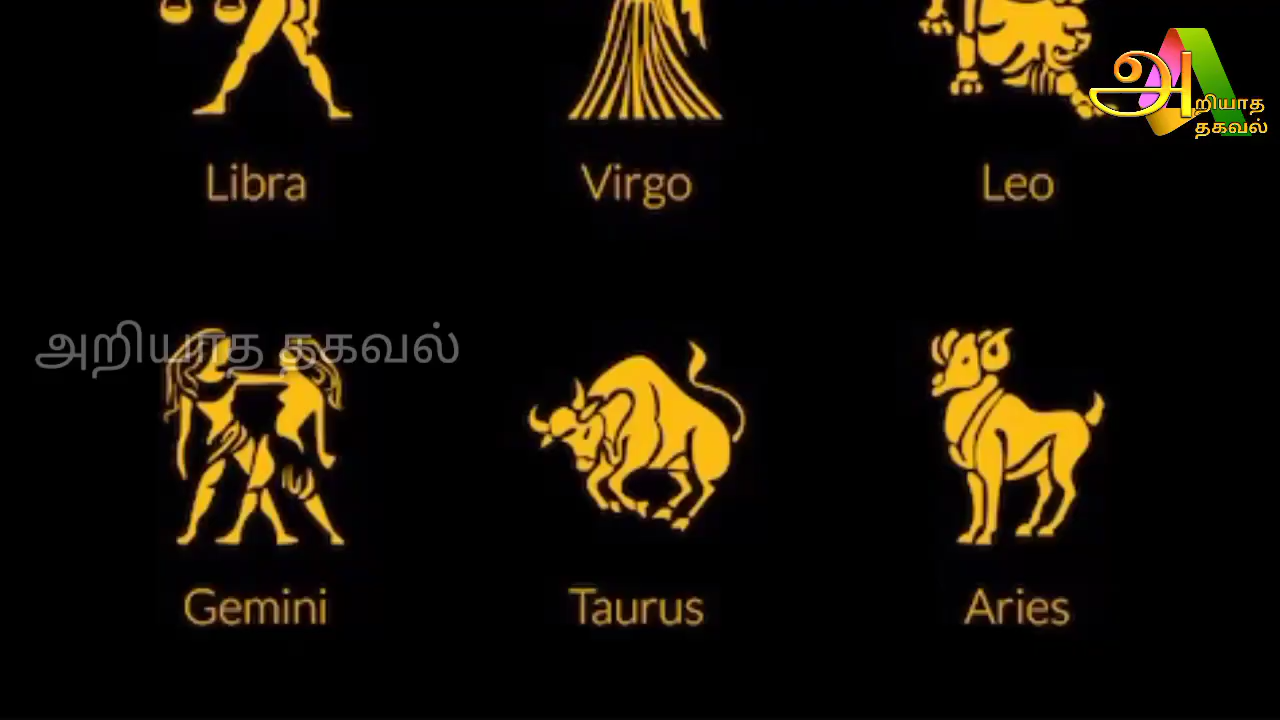 அறியாத
தகவல்
Libra
Virgo
Leo
அறியாத தகவல்
Gemini
Taurus
Aries